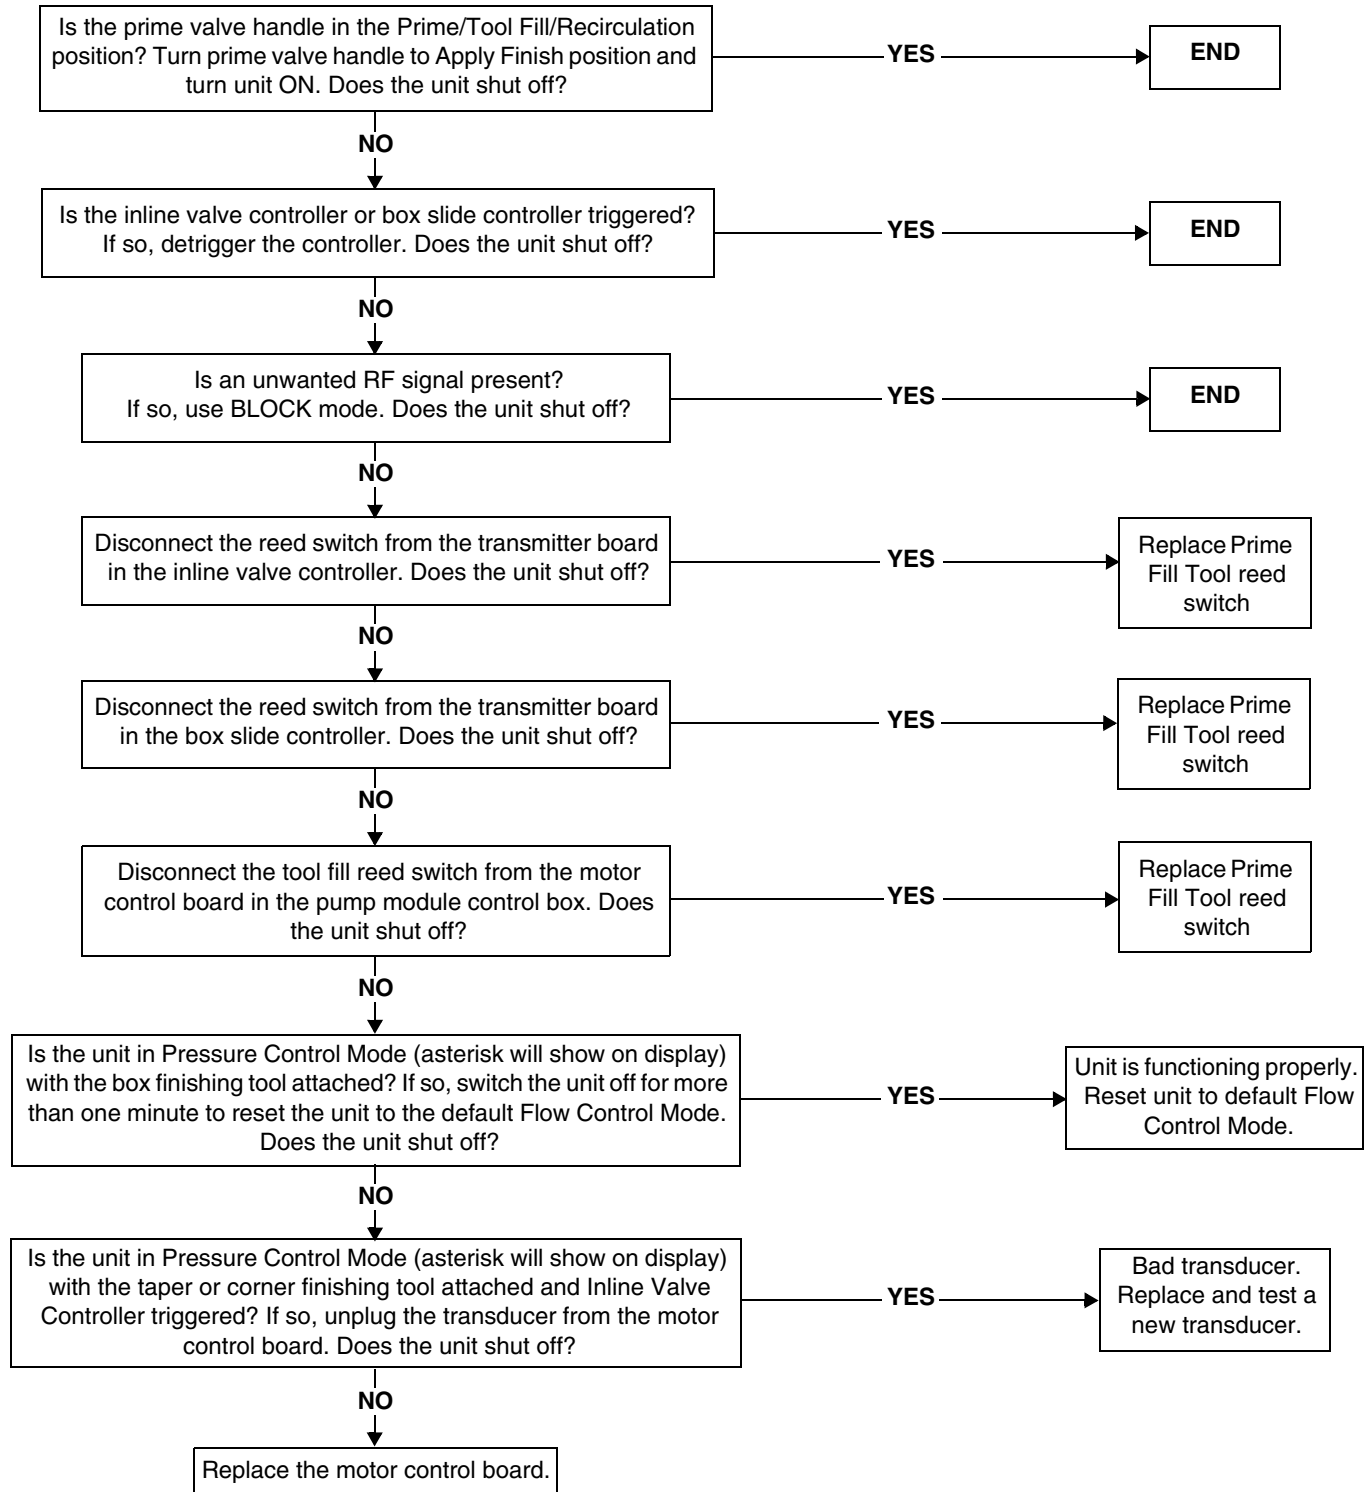 Is the prime valve handle in the Prime/Tool Fill/Recirculation
position? Turn prime valve handle to Apply Finish position and
turn unit ON. Does the unit shut off?
YES
END
NO
Is the inline valve controller or box slide controller triggered?
If so, detrigger the controller. Does the unit shut off?
YES
END
NO
Is an unwanted RF signal present?
If so, use BLOCK mode. Does the unit shut off?
YES
END
NO
Disconnect the reed switch from the transmitter board
in the inline valve controller. Does the unit shut off?
YES
Replace Prime
Fill Tool reed
switch
NO
Disconnect the reed switch from the transmitter board
in the box slide controller. Does the unit shut off?
YES
Replace Prime
Fill Tool reed
switch
NO
Disconnect the tool fill reed switch from the motor
control board in the pump module control box. Does
the unit shut off?
YES
Replace Prime
Fill Tool reed
switch
NO
Is the unit in Pressure Control Mode (asterisk will show on display)
with the box finishing tool attached? If so, switch the unit off for more
than one minute to reset the unit to the default Flow Control Mode.
Does the unit shut off?
YES
Unit is functioning properly.
Reset unit to default Flow
Control Mode.
NO
Is the unit in Pressure Control Mode (asterisk will show on display)
with the taper or corner finishing tool attached and Inline Valve
Controller triggered? If so, unplug the transducer from the motor
control board. Does the unit shut off?
YES
Bad transducer.
Replace and test a
new transducer.
NO
Replace the motor control board.